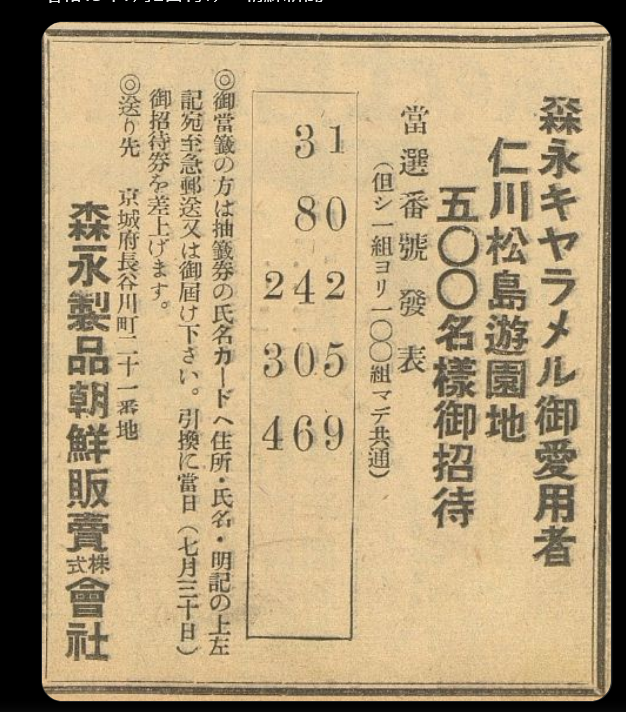 森永キヤラメル御愛用者
仁川松島遊園地
五〇〇名様御招待
當選番號發表
(但シ一組ヨリ一〇〇組マデ共通)
31
80
242
305
469
◎御當籤の方は抽籤券の氏名カードへ住所・氏名・明記の上左
記宛至急郵送又は御届け下さい。引換に當日(七月三十日)
御招待券を差上げます。
◎送り先 京城府長谷川町二十一番地
森永製品朝鮮販賣株式會社